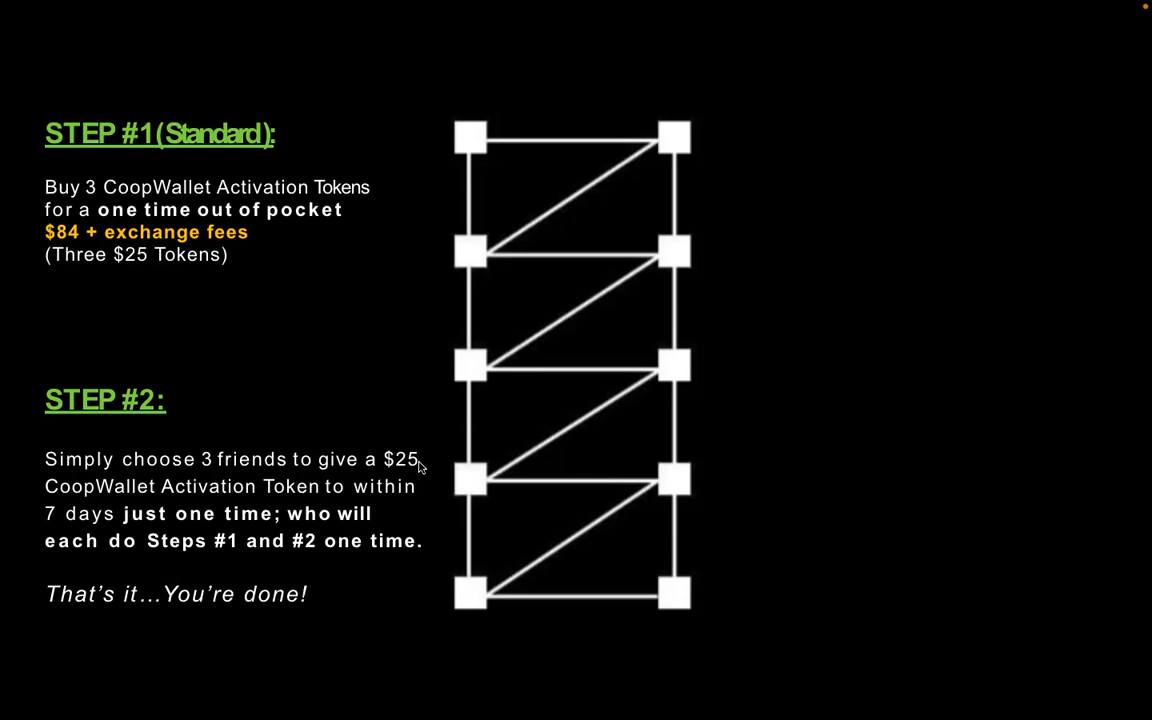 STEP #1(Standard):
Buy 3 CoopWallet Activation Tokens
for a one time out of pocket
$84 + exchange fees
(Three $25 Tokens)
STEP #2:
Simply choose 3 friends to give a $25
CoopWallet Activation Token to within
7 days just one time; who will
each do Steps #1 and #2 one time.
That’s it…You’re done!